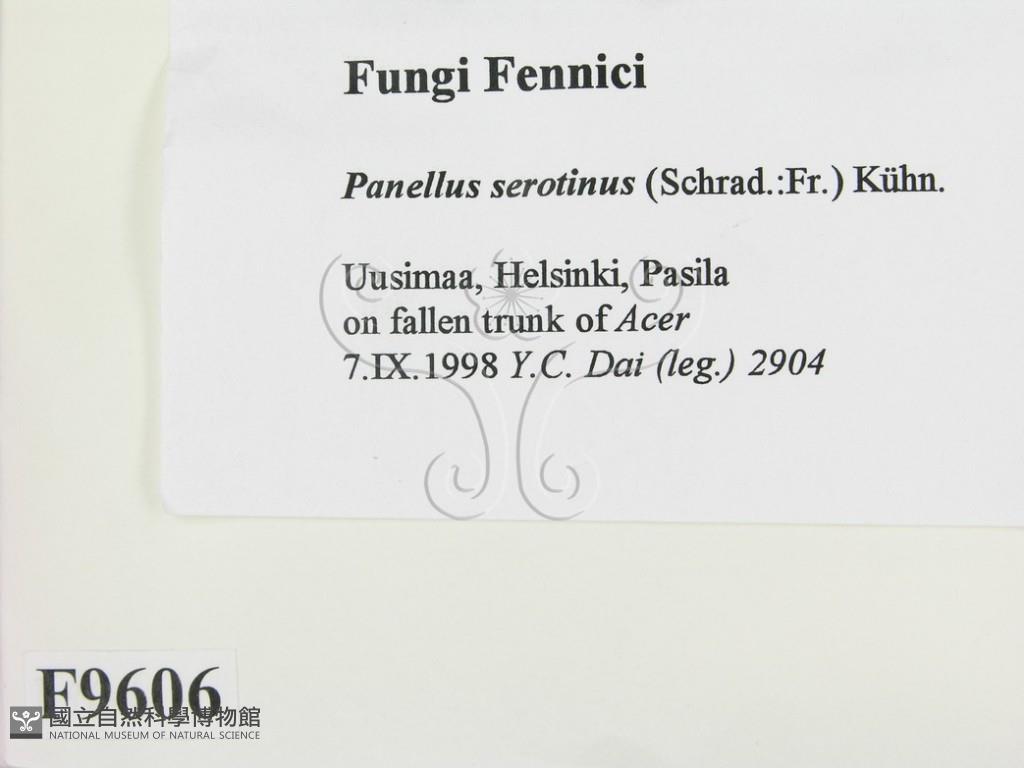 Fungi Fennici
Panellus serotinus (Schrad.:Fr.) Kühn.
Uusimaa, Helsinki, Pasila
on fallen trunk of Acer
7.IX.1998 Y.C. Dai (leg.) 2904
F9606
國立自然科學博物館
NATIONAL MUSEUM OF NATURAL SCIENCE